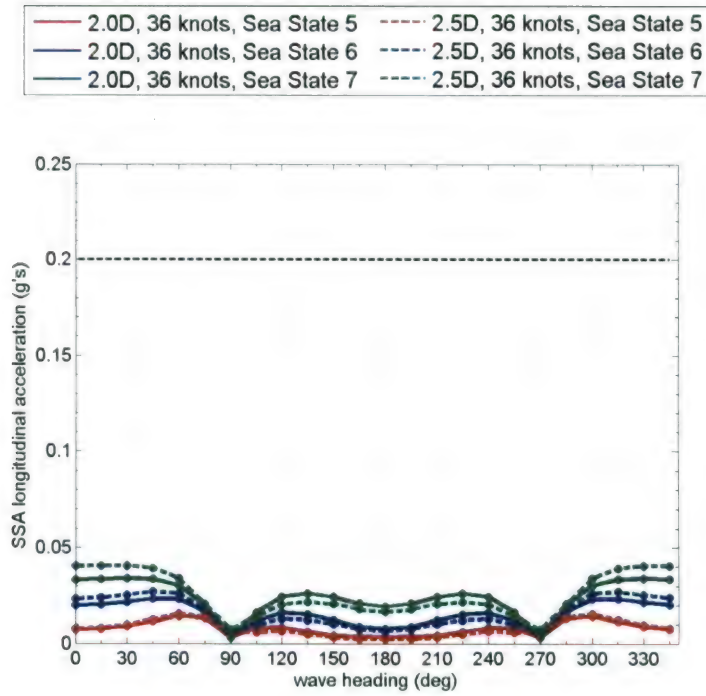 2.0D, 36 knots, Sea State 5
2.5D, 36 knots, Sea State 5
2.0D, 36 knots, Sea State 6
2.5D, 36 knots, Sea State 6
2.0D, 36 knots, Sea State 7
2.5D, 36 knots, Sea State 7
0.25
0.2
0.15
0.1
0.05
0
SSA longitudinal acceleration (g's)
0 30 60 90 120 150 180 210 240 270 300 330
wave heading (deg)